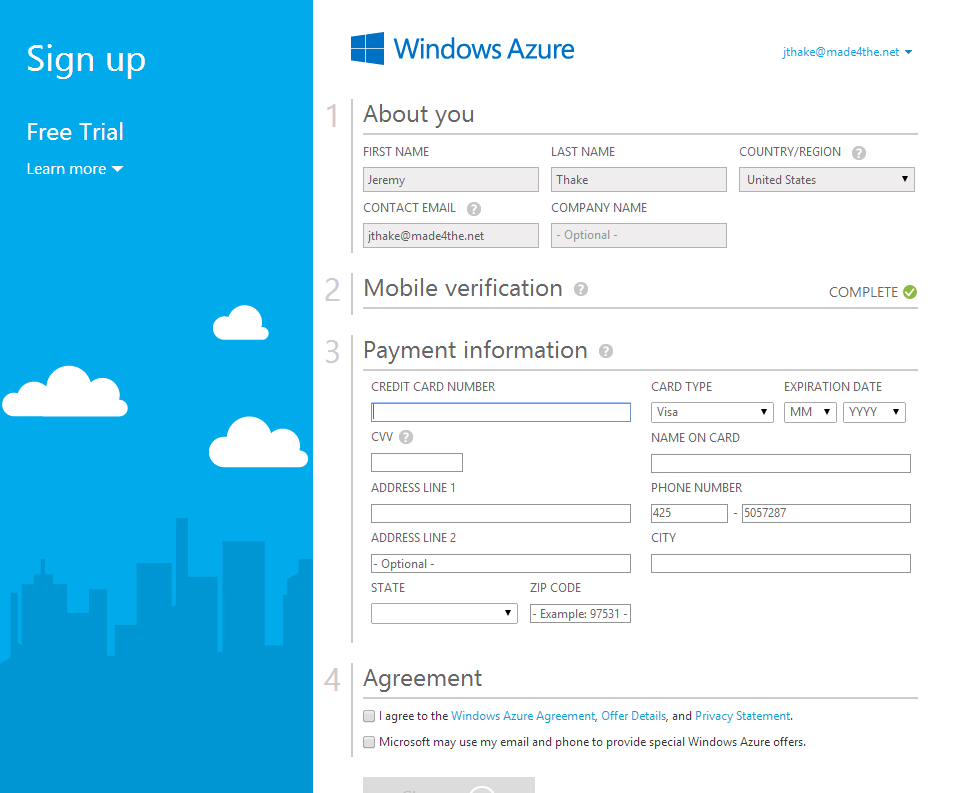 Sign up
Free Trial
Learn more
Windows Azure
jthake@made4the.net
1 About you
FIRST NAME LAST NAME COUNTRY/REGION ?
Jeremy Thake United States
CONTACT EMAIL ? COMPANY NAME
jthake@made4the.net - Optional -
2 Mobile verification ? COMPLETE
3 Payment information ?
CREDIT CARD NUMBER CARD TYPE EXPIRATION DATE
Visa MM YYYY
CVV ? NAME ON CARD
ADDRESS LINE 1 PHONE NUMBER
425 - 5057287
ADDRESS LINE 2 CITY
- Optional -
STATE ZIP CODE
- Example: 97531 -
4 Agreement
I agree to the Windows Azure Agreement, Offer Details, and Privacy Statement.
Microsoft may use my email and phone to provide special Windows Azure offers.